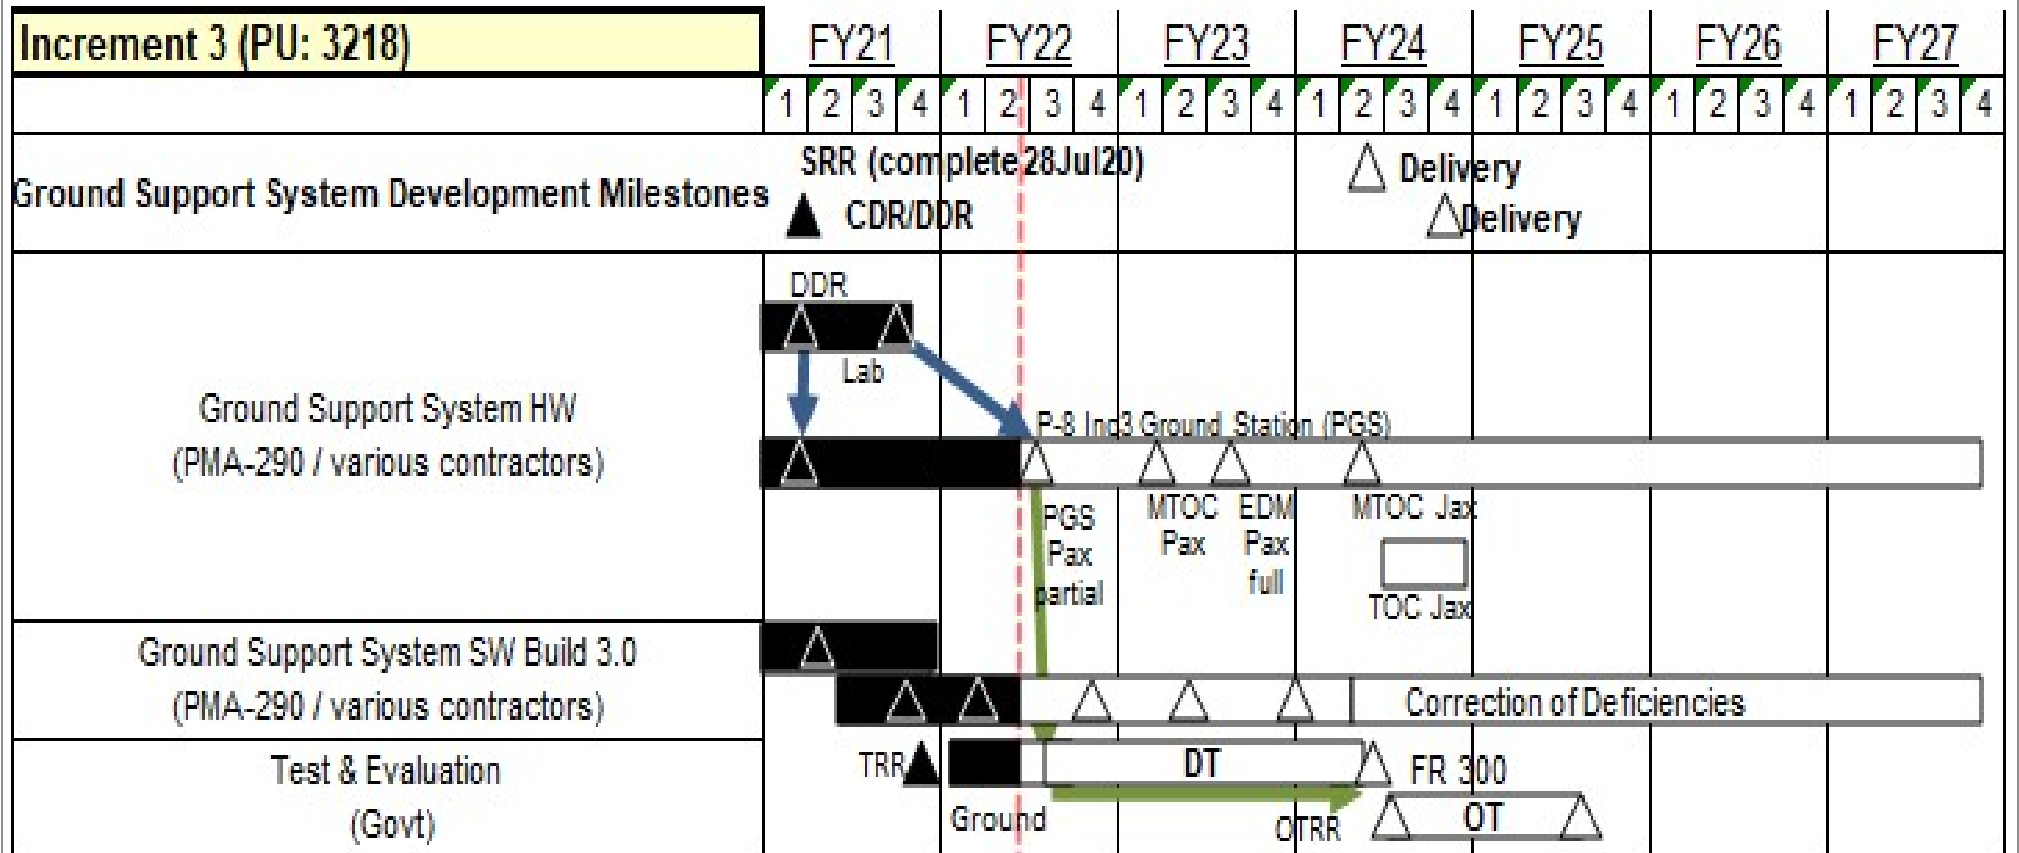 Increment 3 (PU: 3218) FY21 FY22 FY23 FY24 FY25 FY26 FY27
1 2 3 4 1 2 3 4 1 2 3 4 1 2 3 4 1 2 3 4 1 2 3 4 1 2 3 4
SRR (complete 28Jul20) Delivery
Ground Support System Development Milestones
CDR/DDR Delivery
DDR
Lab
Ground Support System HW
(PMA-290 / various contractors)
P-8 Inc3 Ground Station (PGS)
PGS
Pax
partial
MTOC
Pax
EDM
Pax
full
MTOC Jax
TOC Jax
Ground Support System SW Build 3.0
(PMA-290 / various contractors)
Correction of Deficiencies
Test & Evaluation
(Govt)
TRR DT FR 300
Ground OTRR OT